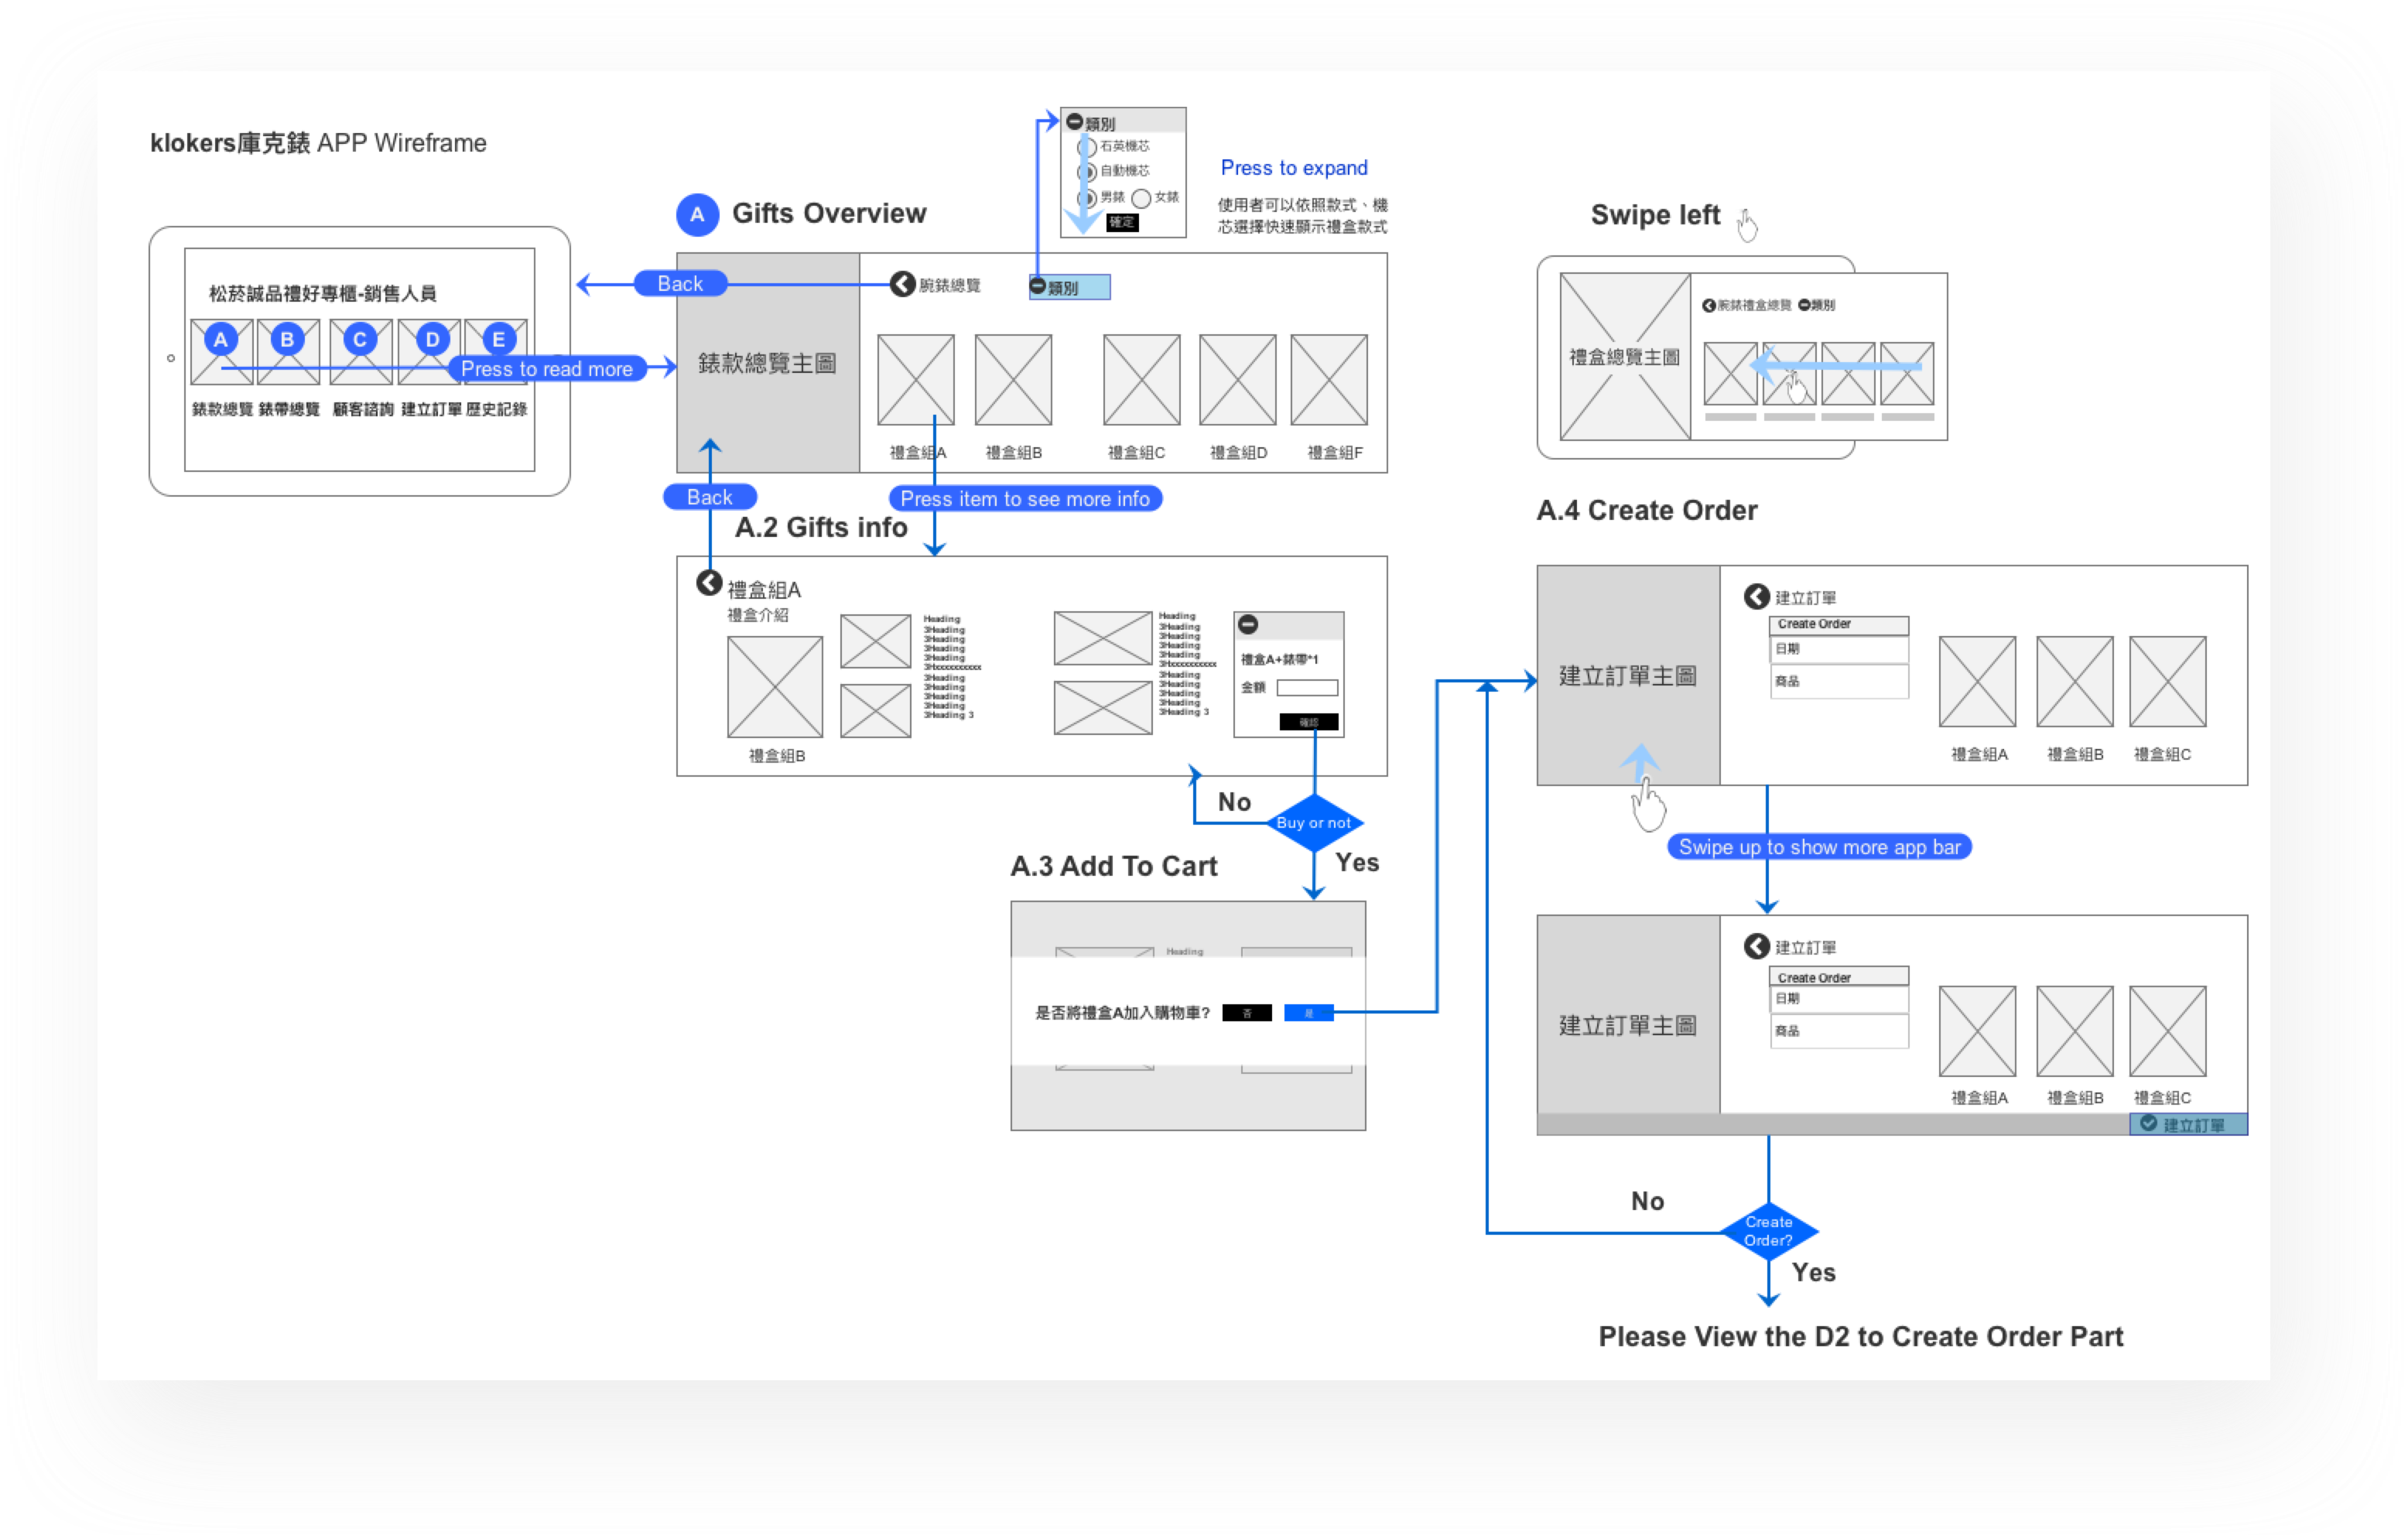 klokers庫克錶 APP Wireframe
松菸誠品禮好專櫃-銷售人員
A
B
C
D
E
Press to read more
錶款總覽
錶帶總覽
顧客諮詢
建立訂單
歷史記錄
Back
A
Gifts Overview
類別
石英機芯
自動機芯
男錶
女錶
確定
Press to expand
使用者可以依照款式、機
芯選擇快速顯示禮盒款式
腕錶總覽
類別
錶款總覽主圖
禮盒組A
禮盒組B
禮盒組C
禮盒組D
禮盒組F
Back
Press item to see more info
A.2 Gifts info
禮盒組A
禮盒介紹
禮盒組B
Heading
3Heading
3Heading
3Heading
3Heading
3Hxxxxxxxxxx
3Heading
3Heading
3Heading
3Heading
3Heading 3
Heading
3Heading
3Heading
3Heading
3Heading
3Hxxxxxxxxxx
3Heading
3Heading
3Heading
3Heading
3Heading 3
禮盒A+錶帶*1
金額
確認
No
Buy or not
Yes
A.3 Add To Cart
Heading
是否將禮盒A加入購物車?
否
是
Swipe left
腕錶禮盒總覽
類別
禮盒總覽主圖
A.4 Create Order
建立訂單
Create Order
日期
商品
建立訂單主圖
禮盒組A
禮盒組B
禮盒組C
Swipe up to show more app bar
建立訂單
Create Order
日期
商品
建立訂單主圖
禮盒組A
禮盒組B
禮盒組C
建立訂單
No
Create
Order?
Yes
Please View the D2 to Create Order Part